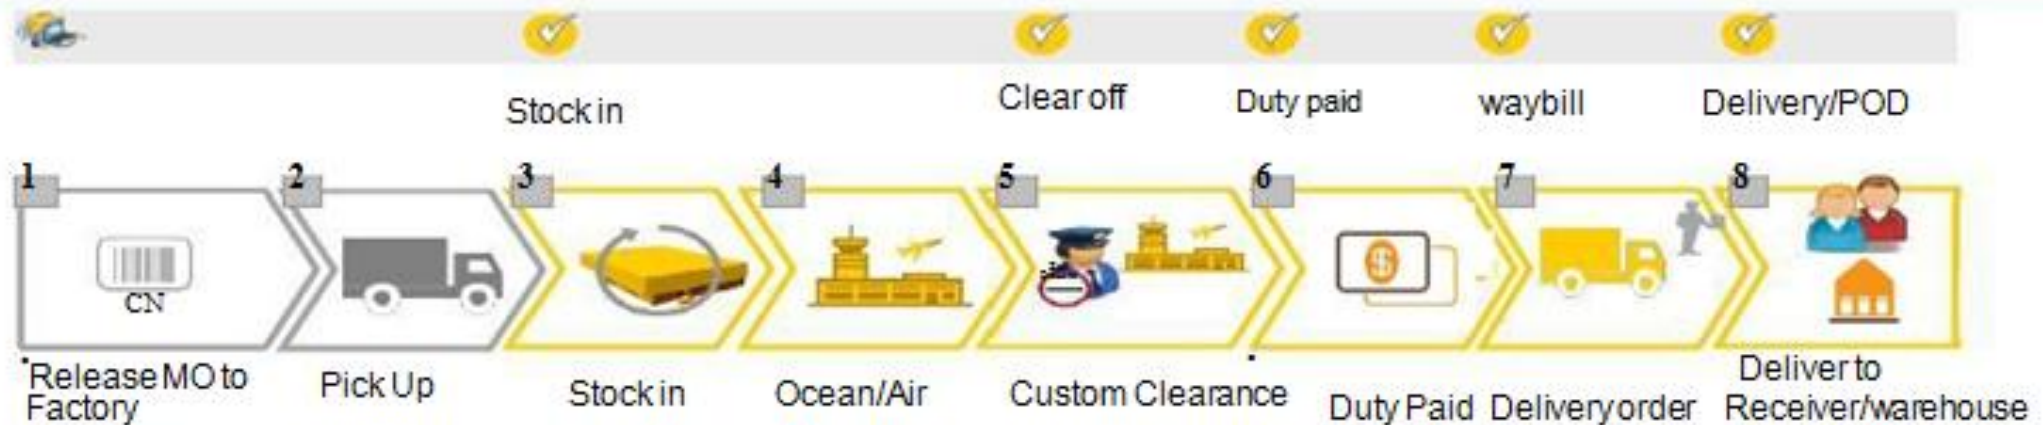 Stock in
Clear off
Duty paid
waybill
Delivery/POD
1
2
3
4
5
6
7
8
CN
$
Release MO to
Factory
Pick Up
Stock in
Ocean/Air
Custom Clearance
Duty Paid
Delivery order
Deliver to
Receiver/warehouse